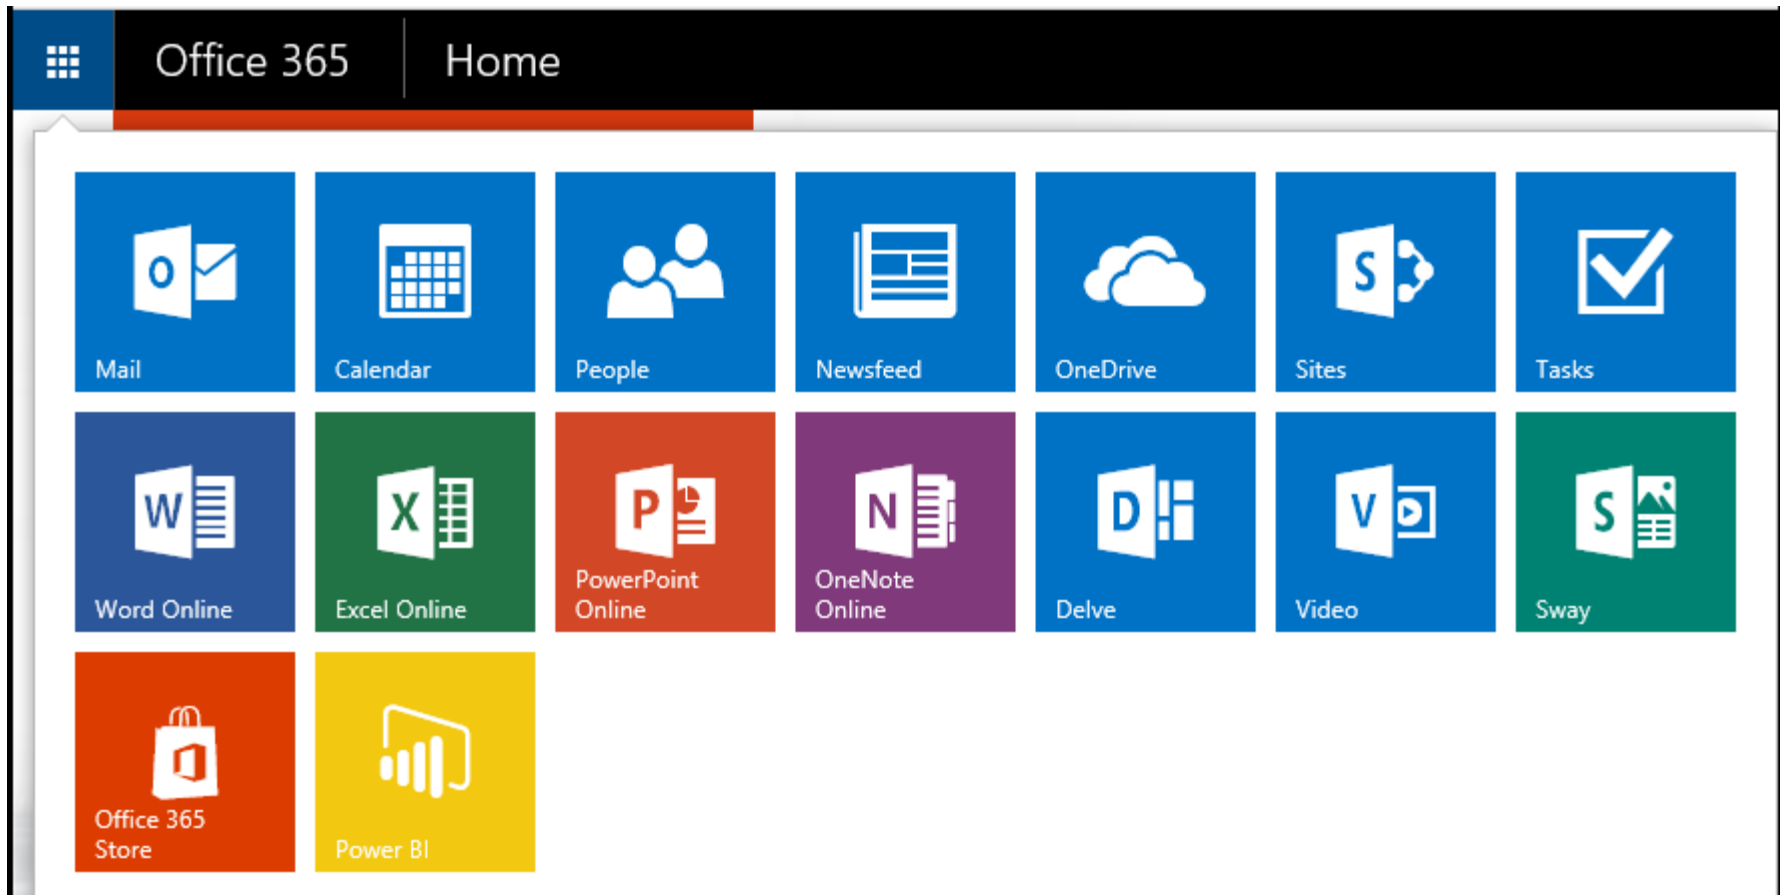 Office 365
Home
Mail
Calendar
People
Newsfeed
OneDrive
Sites
Tasks
Word Online
Excel Online
PowerPoint
Online
OneNote
Online
Delve
Video
Sway
Office 365
Store
Power BI